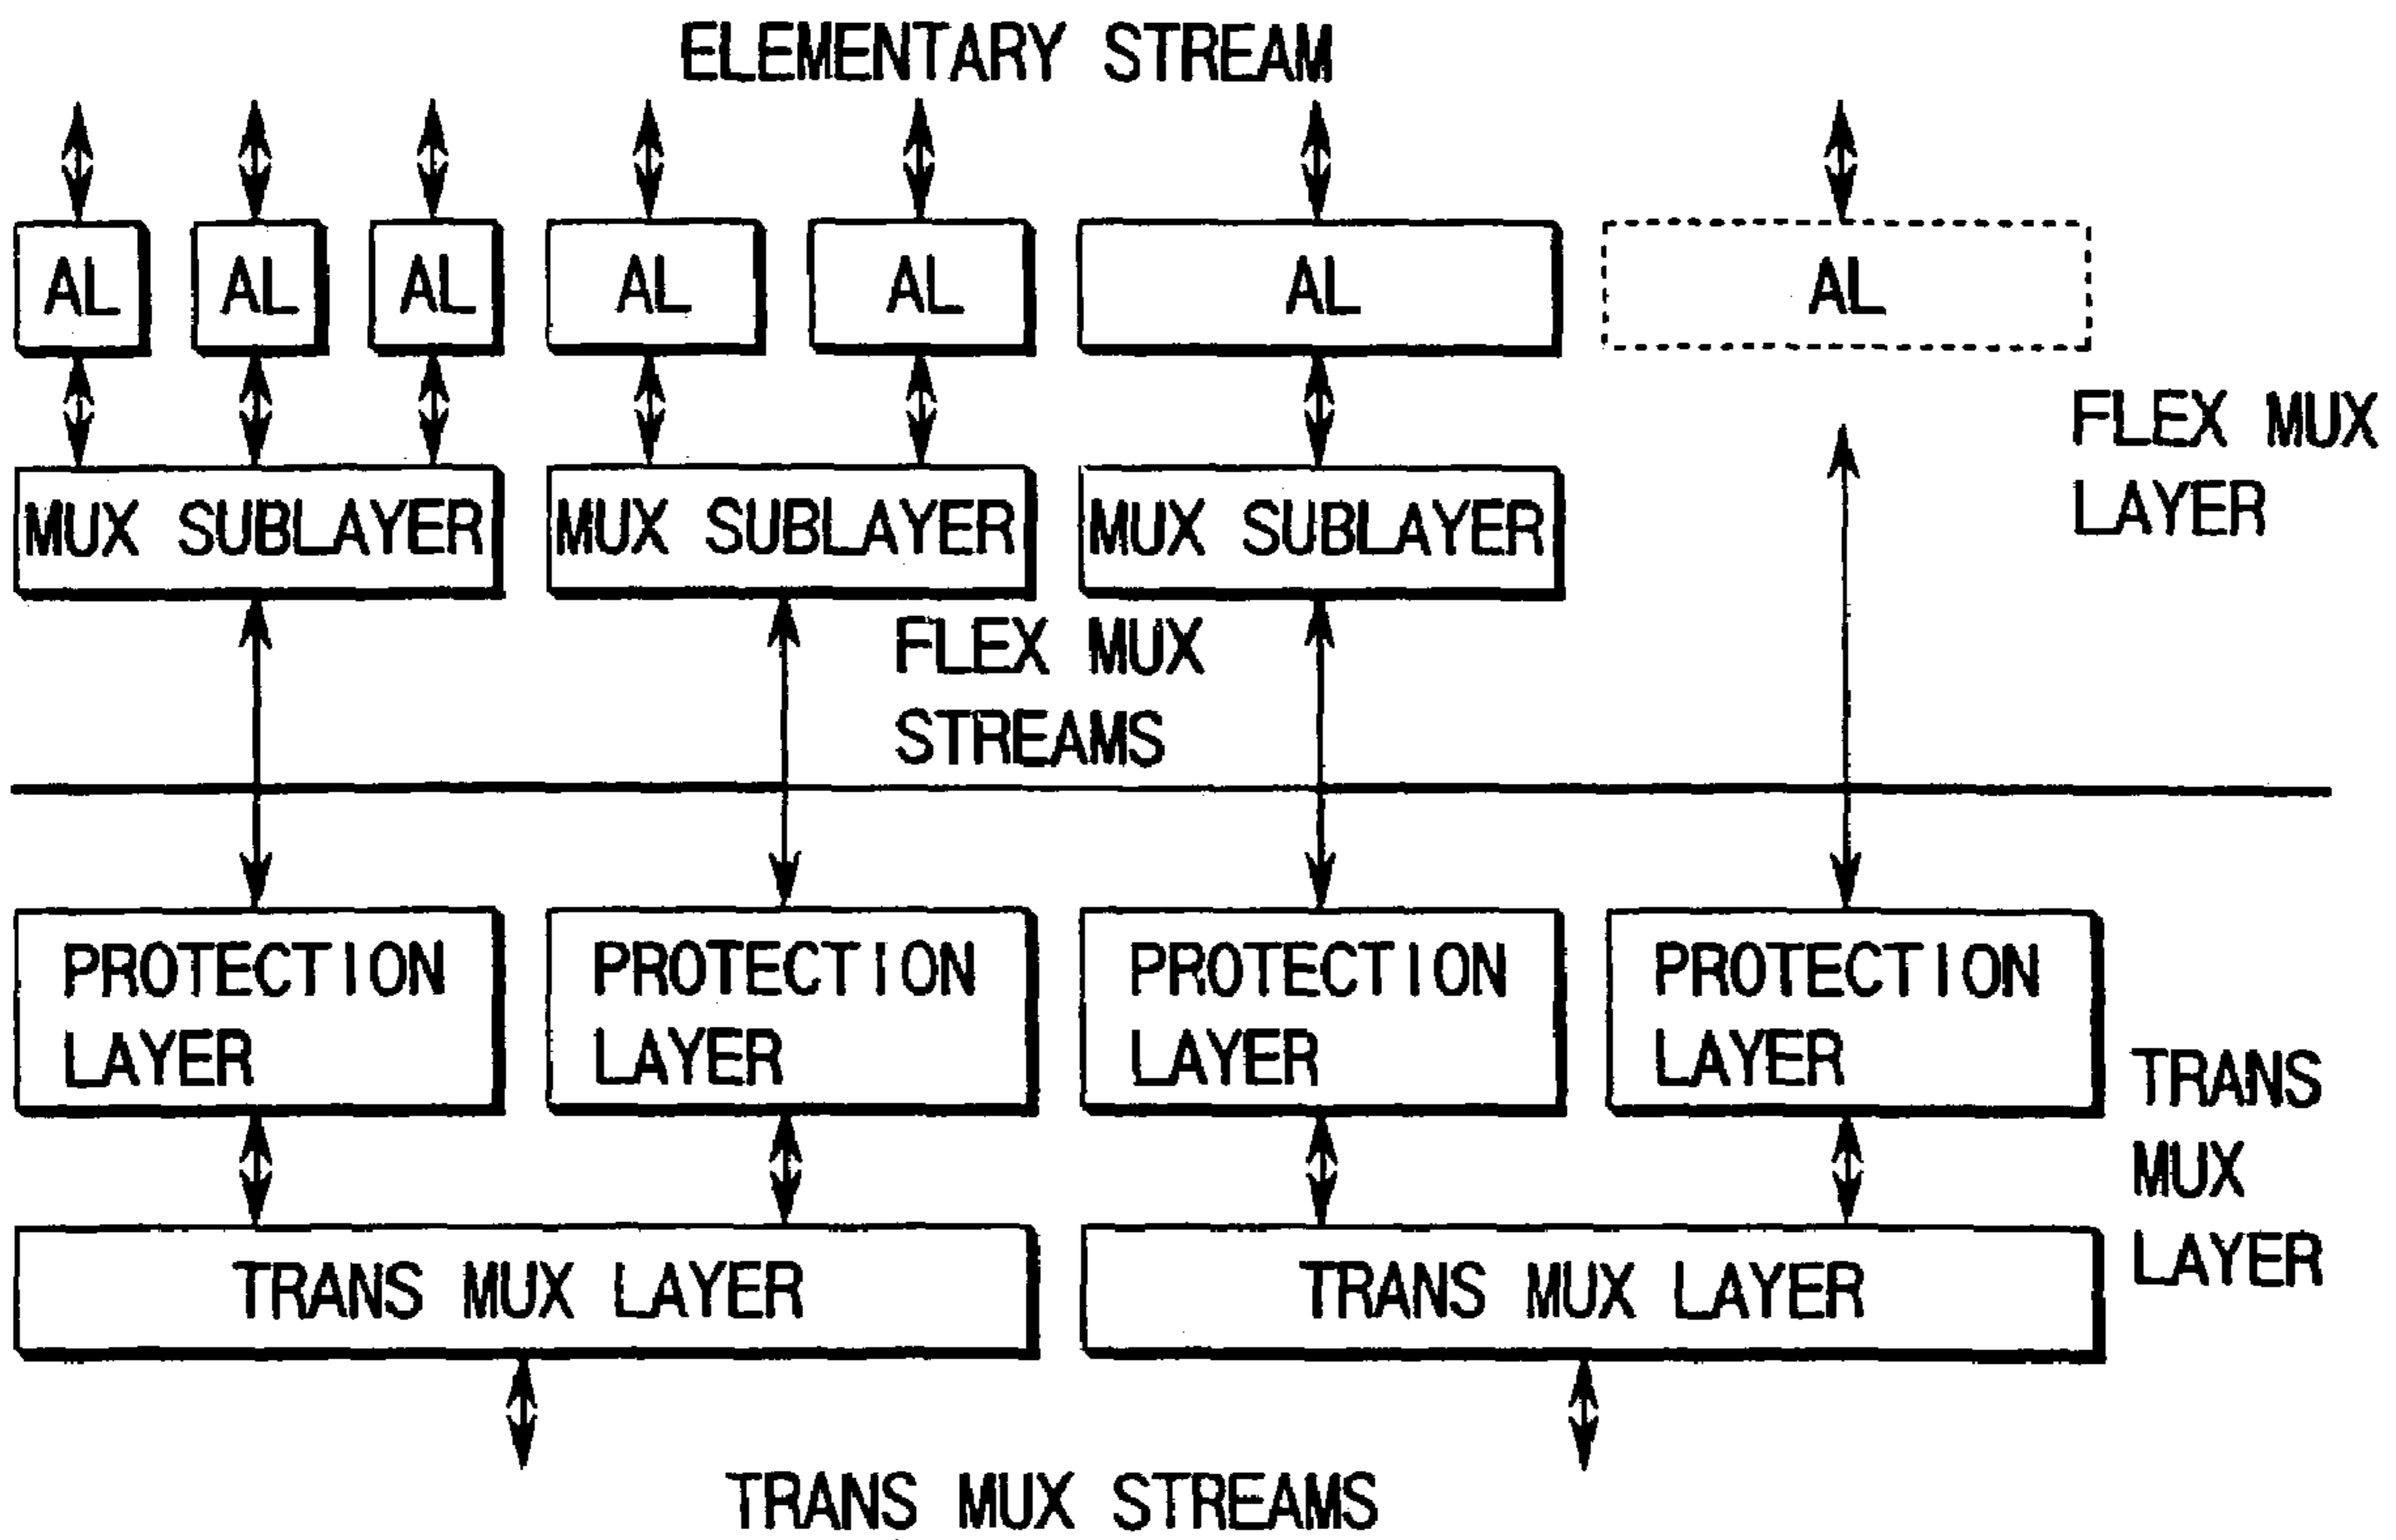 ELEMENTARY STREAM
AL AL AL AL AL AL AL
FLEX MUX
LAYER
MUX SUBLAYER MUX SUBLAYER MUX SUBLAYER
FLEX MUX
STREAMS
PROTECTION
LAYER
PROTECTION
LAYER
PROTECTION
LAYER
PROTECTION
LAYER
TRANS
MUX
LAYER
TRANS MUX LAYER TRANS MUX LAYER
TRANS MUX STREAMS